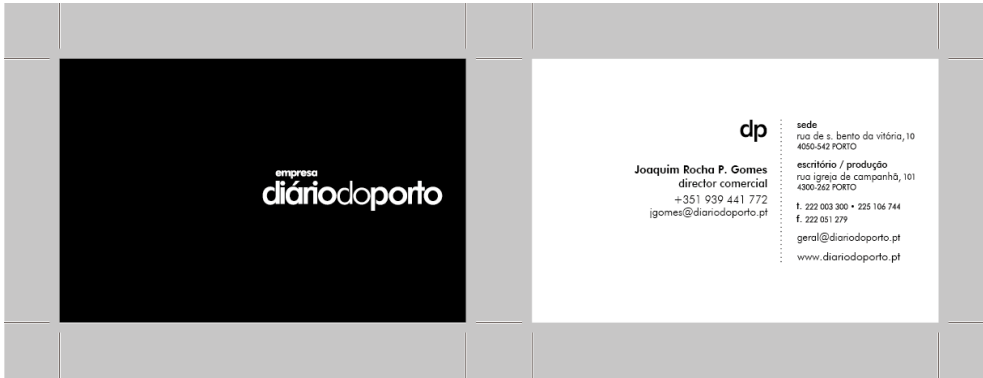 empresa
diáriodoporto
dp
Joaquim Rocha P. Gomes
director comercial
+351 939 441 772
jgomes@diariodoporto.pt
sede
rua de s. bento da vitória, 10
4050-542 PORTO
escritório / produção
rua igreja de campanhã, 101
4300-262 PORTO
t. 222 003 300 • 225 106 744
f. 222 051 279
geral@diariodoporto.pt
www.diariodoporto.pt